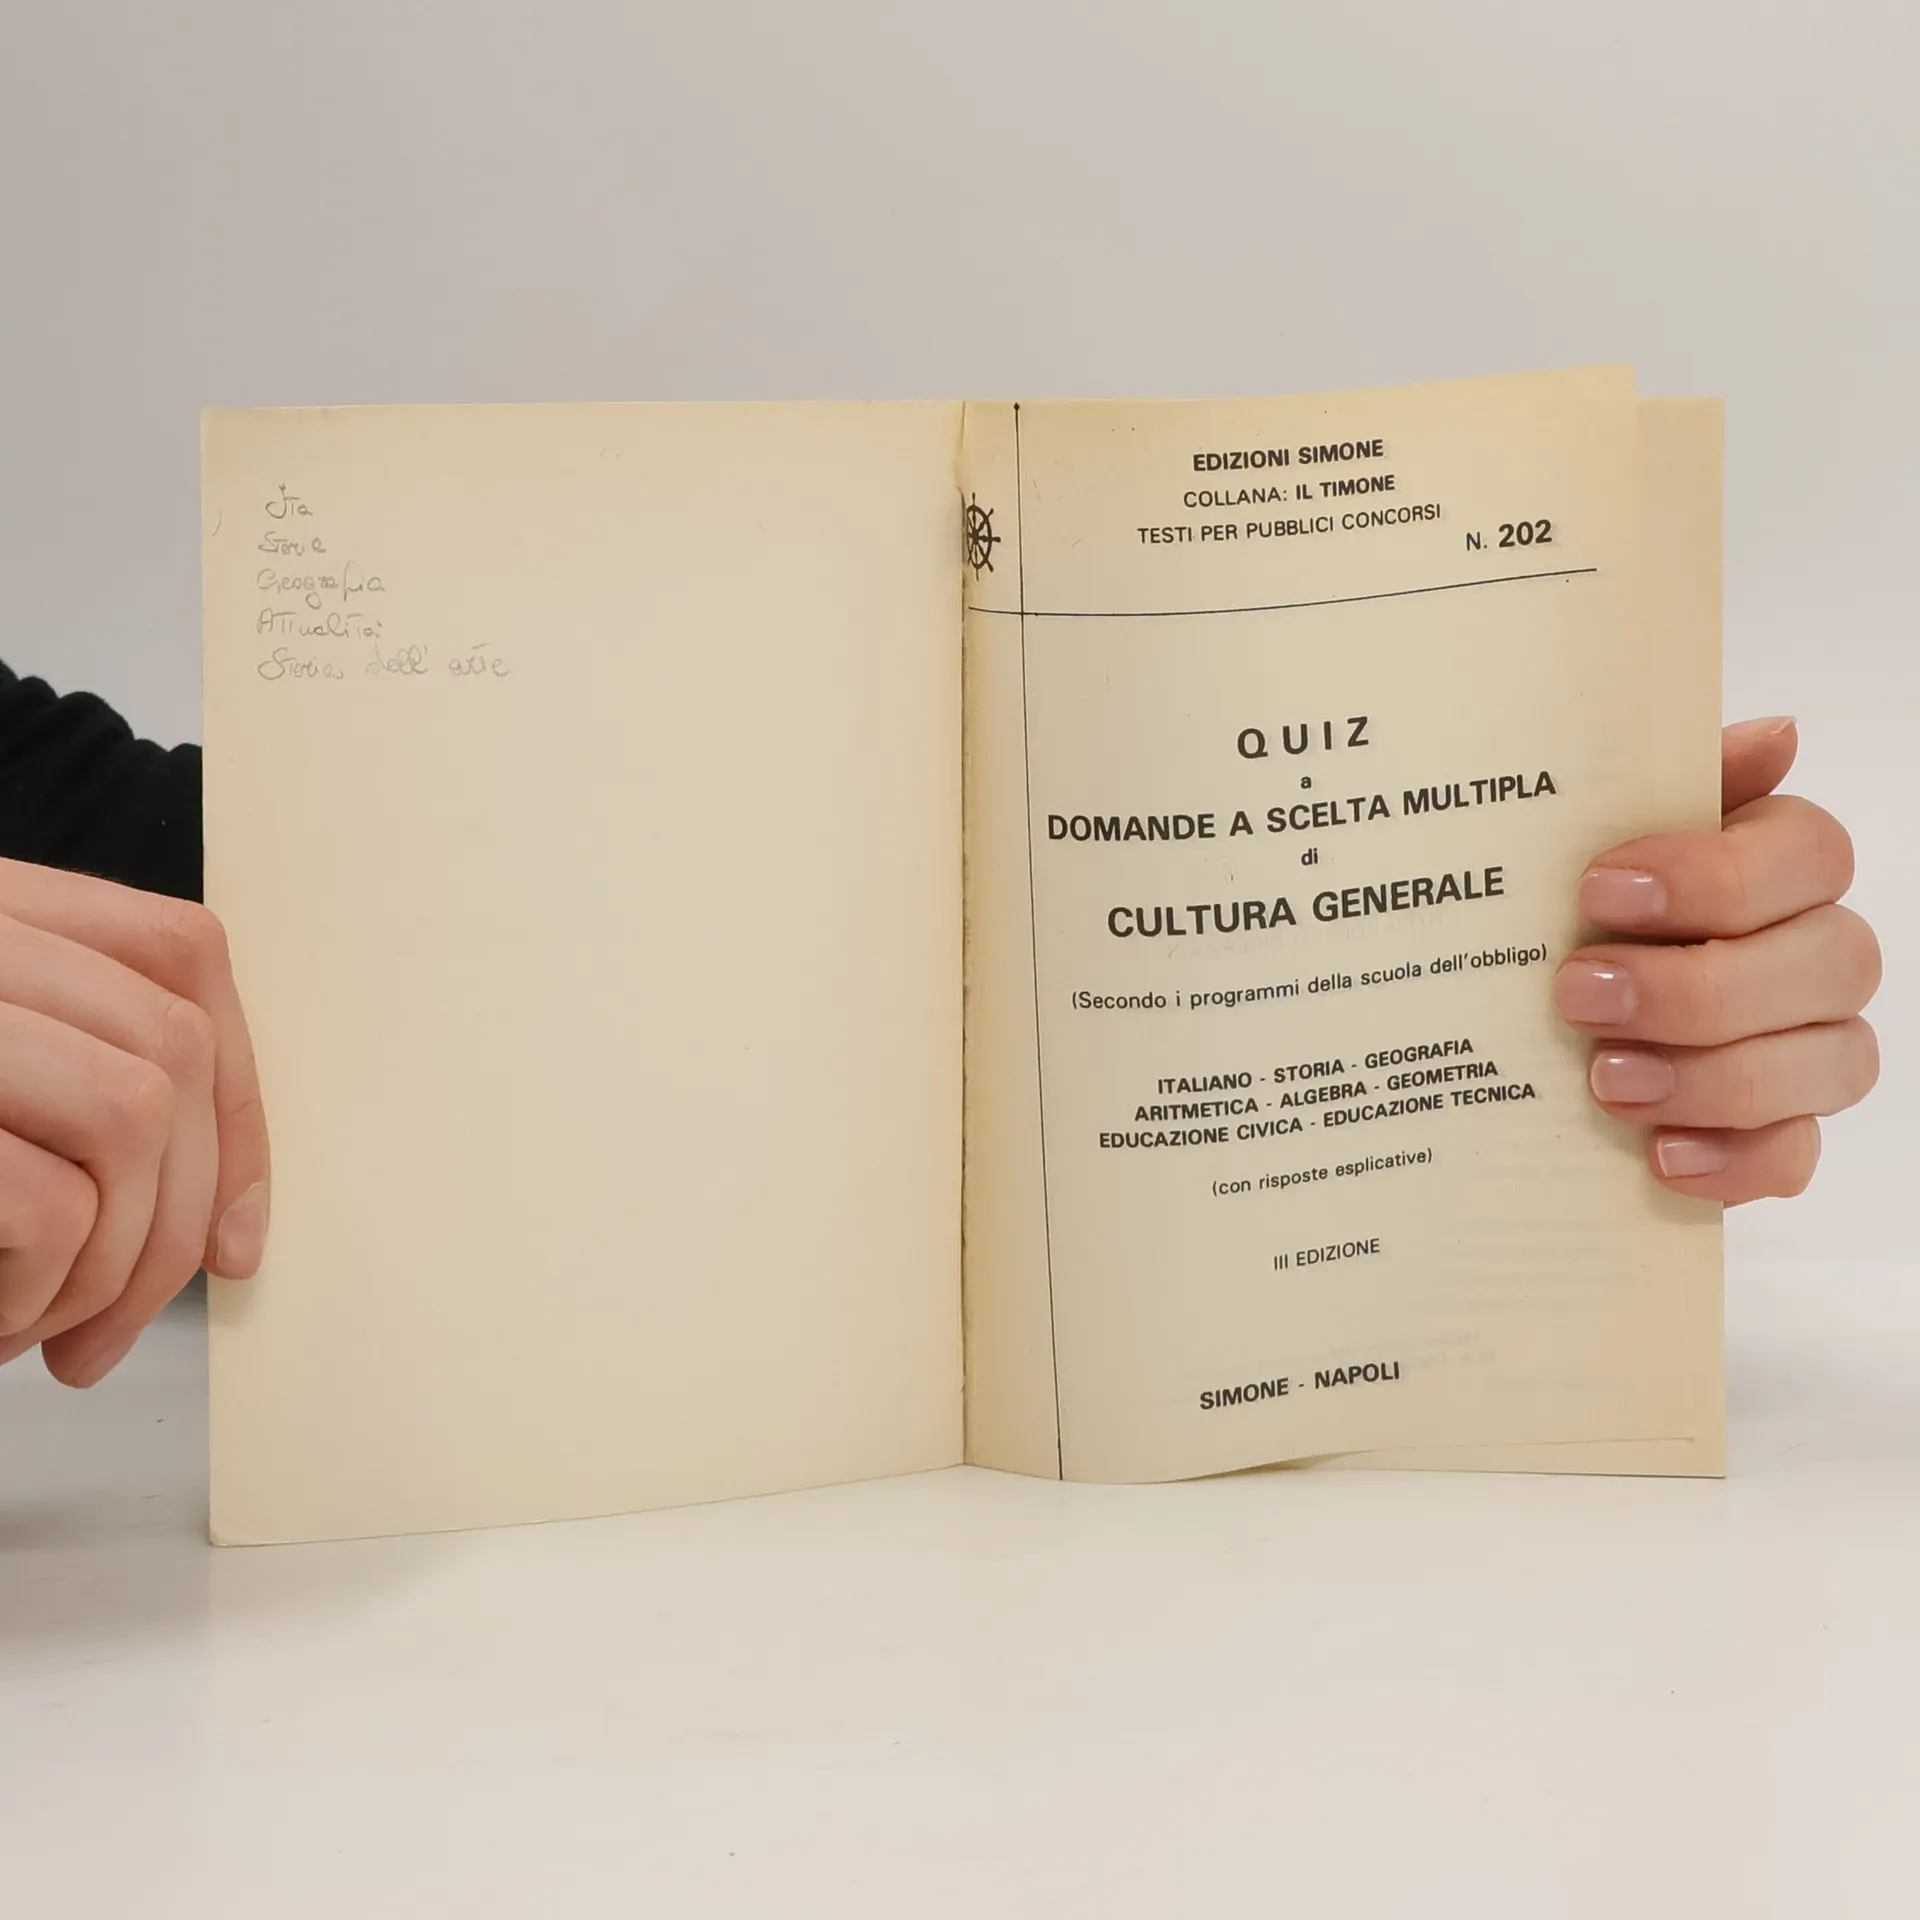 Ita
Storia
Geografia
Attualità
Storia dell'arte
EDIZIONI SIMONE
COLLANA: IL TIMONE
TESTI PER PUBBLICI CONCORSI
N. 202
QUIZ
a
DOMANDE A SCELTA MULTIPLA
di
CULTURA GENERALE
(Secondo i programmi della scuola dell'obbligo)
ITALIANO - STORIA - GEOGRAFIA
ARITMETICA - ALGEBRA - GEOMETRIA
EDUCAZIONE CIVICA - EDUCAZIONE TECNICA
(con risposte esplicative)
III EDIZIONE
SIMONE - NAPOLI